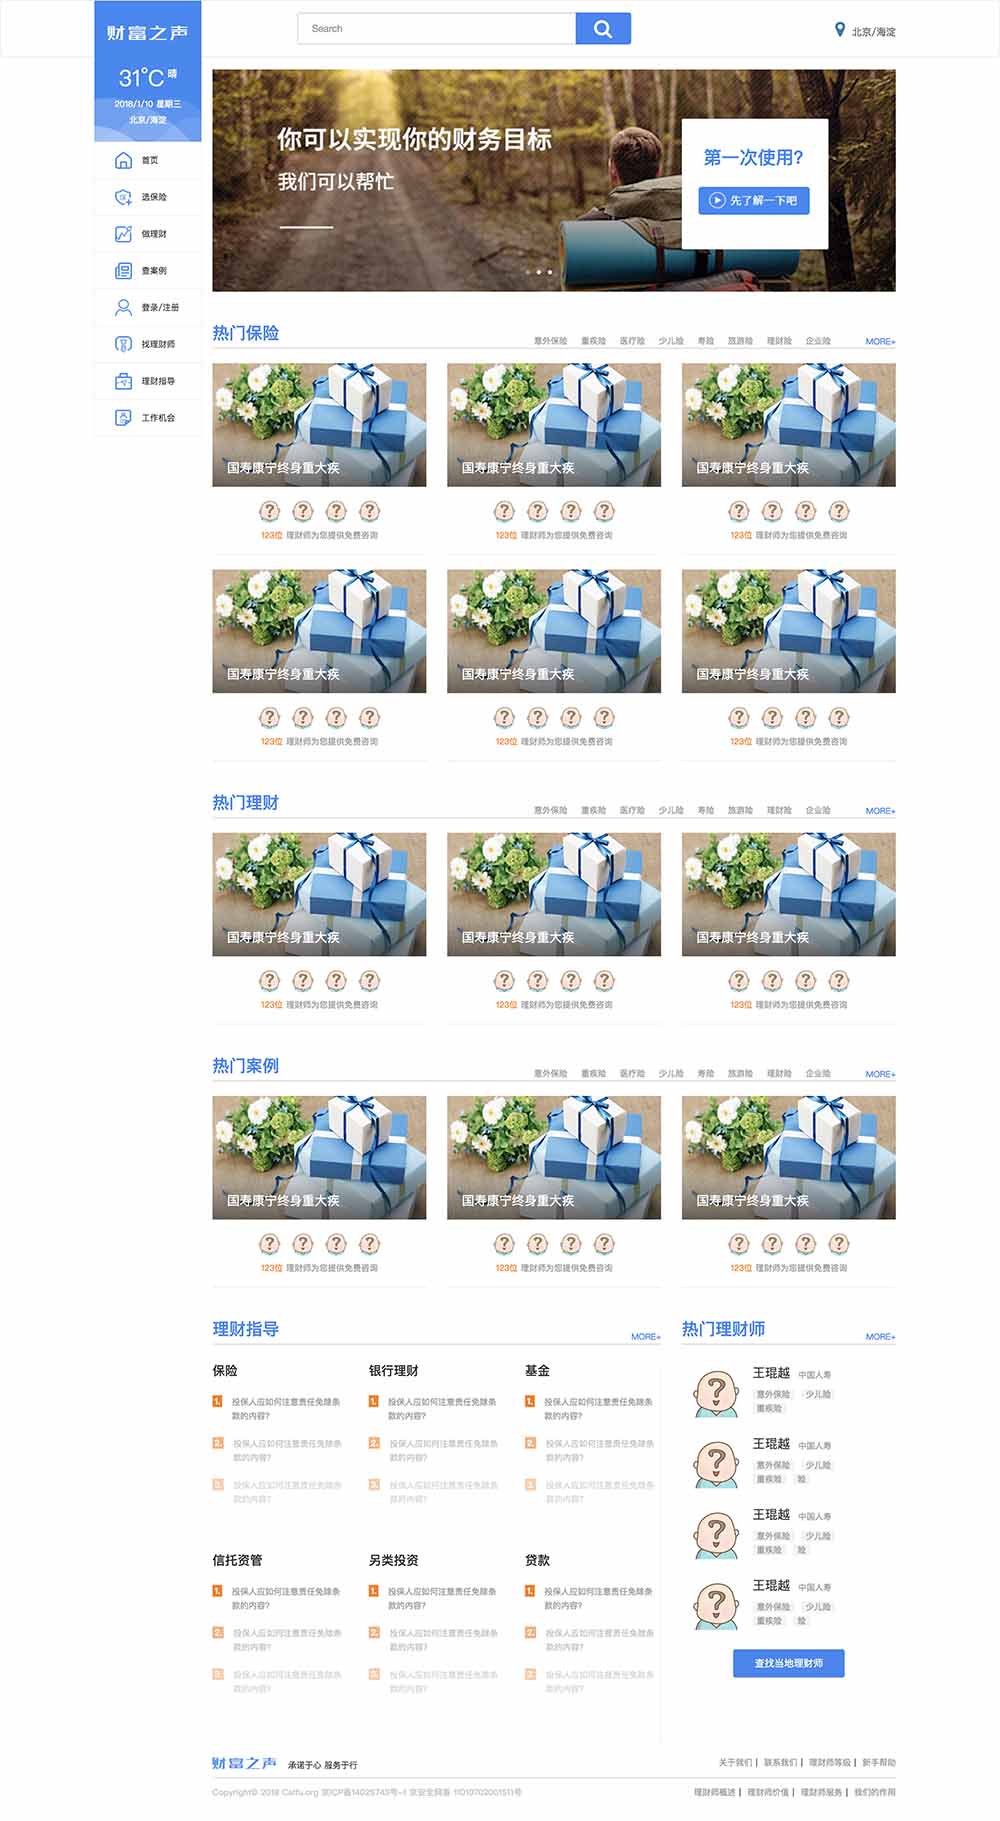 财富之声
Search
北京/海淀
31°C 晴
2018/1/10 星期三
北京/海淀
首页
选保险
做理财
查案例
登录/注册
找理财师
理财指导
工作机会
你可以实现你的财务目标
我们可以帮忙
第一次使用?
先了解一下吧
热门保险
意外保险 重疾险 医疗险 少儿险 寿险 旅游险 理财险 企业险 MORE+
国寿康宁终身重大疾 国寿康宁终身重大疾 国寿康宁终身重大疾
123位 理财师为您提供免费咨询 123位 理财师为您提供免费咨询 123位 理财师为您提供免费咨询
国寿康宁终身重大疾 国寿康宁终身重大疾 国寿康宁终身重大疾
123位 理财师为您提供免费咨询 123位 理财师为您提供免费咨询 123位 理财师为您提供免费咨询
热门理财
意外保险 重疾险 医疗险 少儿险 寿险 旅游险 理财险 企业险 MORE+
国寿康宁终身重大疾 国寿康宁终身重大疾 国寿康宁终身重大疾
123位 理财师为您提供免费咨询 123位 理财师为您提供免费咨询 123位 理财师为您提供免费咨询
热门案例
意外保险 重疾险 医疗险 少儿险 寿险 旅游险 理财险 企业险 MORE+
国寿康宁终身重大疾 国寿康宁终身重大疾 国寿康宁终身重大疾
123位 理财师为您提供免费咨询 123位 理财师为您提供免费咨询 123位 理财师为您提供免费咨询
理财指导 MORE+
保险
1. 投保人应如何注意责任免除条
款的内容?
2. 投保人应如何注意责任免除条
款的内容?
3. 投保人应如何注意责任免除条
款的内容?
银行理财
1. 投保人应如何注意责任免除条
款的内容?
2. 投保人应如何注意责任免除条
款的内容?
3. 投保人应如何注意责任免除条
款的内容?
基金
1. 投保人应如何注意责任免除条
款的内容?
2. 投保人应如何注意责任免除条
款的内容?
3. 投保人应如何注意责任免除条
款的内容?
信托资管
1. 投保人应如何注意责任免除条
款的内容?
2. 投保人应如何注意责任免除条
款的内容?
3. 投保人应如何注意责任免除条
款的内容?
另类投资
1. 投保人应如何注意责任免除条
款的内容?
2. 投保人应如何注意责任免除条
款的内容?
3. 投保人应如何注意责任免除条
款的内容?
贷款
1. 投保人应如何注意责任免除条
款的内容?
2. 投保人应如何注意责任免除条
款的内容?
3. 投保人应如何注意责任免除条
款的内容?
热门理财师 MORE+
王琨越 中国人寿
意外保险 少儿险
重疾险
王琨越 中国人寿
意外保险 少儿险
重疾险 险
王琨越 中国人寿
意外保险 少儿险
重疾险 险
王琨越 中国人寿
意外保险 少儿险
重疾险 险
查找当地理财师
财富之声 承诺于心 服务于行
关于我们 | 联系我们 | 理财师等级 | 新手帮助
Copyright© 2018 Caifu.org 京ICP备14025743号-1 京安全网备 11010702001511号
理财师概述 | 理财师价值 | 理财师服务 | 我们的作用